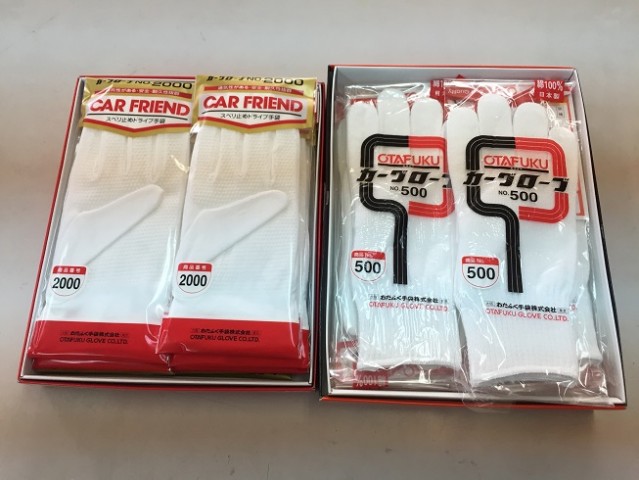 カーグローブ NO.2000
CAR FRIEND
スベリ止めドライブ手袋
商品番号
2000
おたふく手袋株式会社
OTAFUKU GLOVE CO.,LTD.
カーグローブ NO.2000
CAR FRIEND
スベリ止めドライブ手袋
商品番号
2000
おたふく手袋株式会社
OTAFUKU GLOVE CO.,LTD.
OTAFUKU
カーグローブ
NO.500
商品No.
500
おたふく手袋株式会社
OTAFUKU GLOVE CO.,LTD.
綿100%
日本製
OTAFUKU
カーグローブ
NO.500
商品No.
500
おたふく手袋株式会社
OTAFUKU GLOVE CO.,LTD.